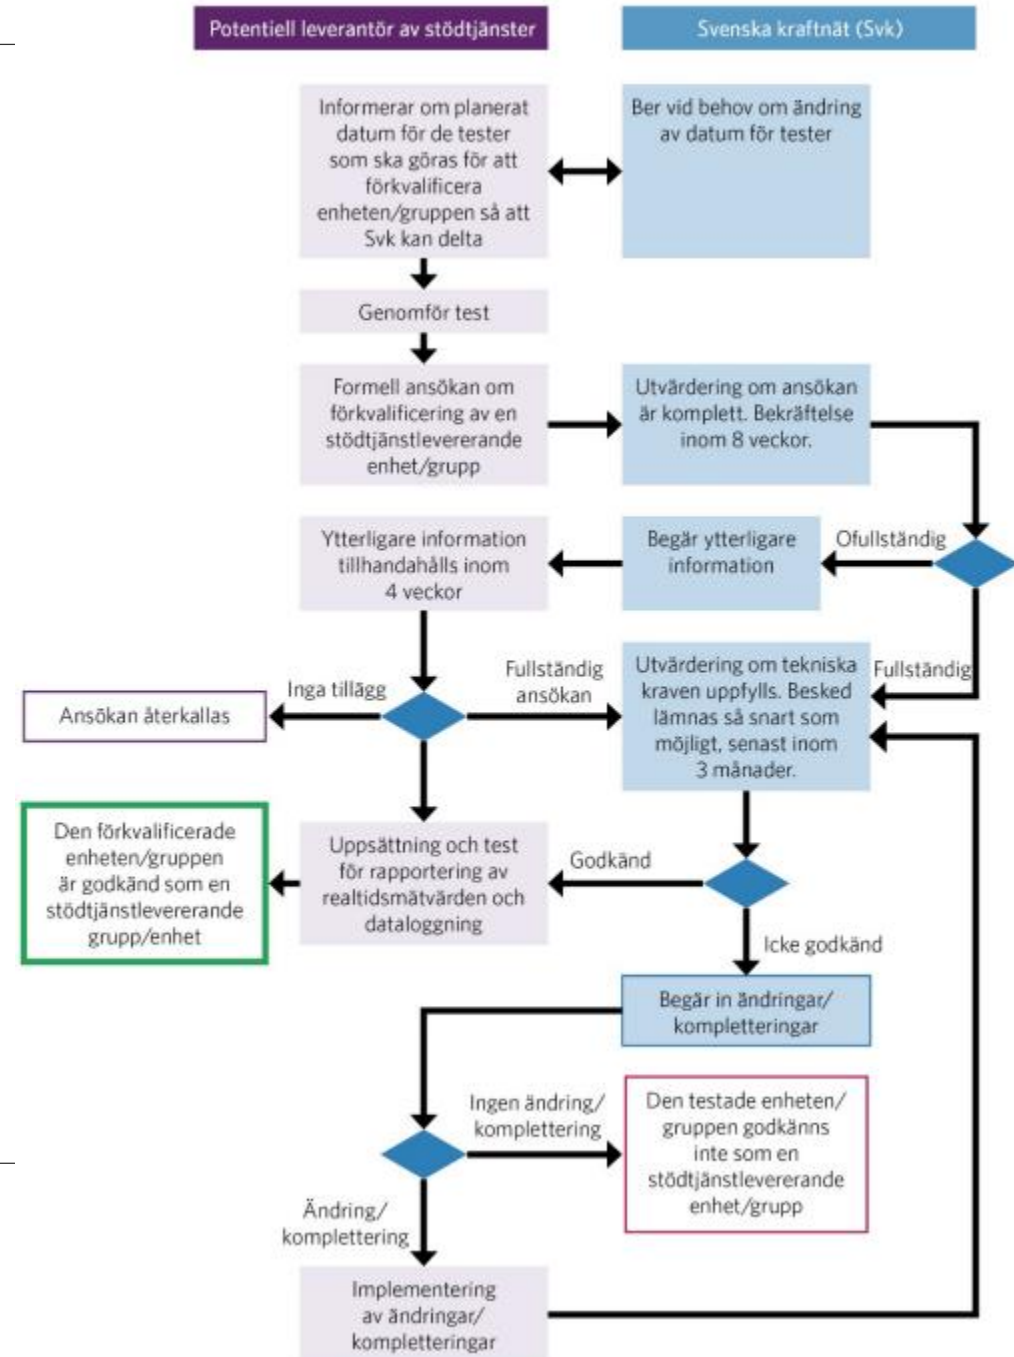 Potentiell leverantör av stödtjänster
Svenska kraftnät (Svk)
Informerar om planerat
datum för de tester
som ska göras för att
förkvalificera
enheten/gruppen så att
Svk kan delta
Ber vid behov om ändring
av datum för tester
Genomför test
Formell ansökan om
förkvalificering av en
stödtjänstlevererande
enhet/grupp
Utvärdering om ansökan
är komplett. Bekräftelse
inom 8 veckor.
Ytterligare information
tillhandahålls inom
4 veckor
Begär ytterligare
information
Ofullständig
Inga tillägg
Fullständig
ansökan
Utvärdering om tekniska
kraven uppfylls. Besked
lämnas så snart som
möjligt, senast inom
3 månader.
Fullständig
Ansökan återkallas
Den förkvalificerade
enheten/gruppen
är godkänd som en
stödtjänstlevererande
grupp/enhet
Uppsättning och test
för rapportering av
realtidsmätvärden och
dataloggning
Godkänd
Icke godkänd
Begär in ändringar/
kompletteringar
Ingen ändring/
komplettering
Den testade enheten/
gruppen godkänns
inte som en
stödtjänstlevererande
enhet/grupp
Ändring/
komplettering
Implementering
av ändringar/
kompletteringar